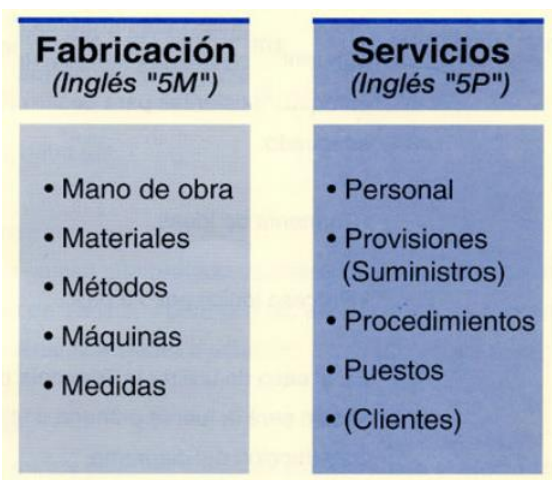 Fabricación
(Inglés "5M")
• Mano de obra
• Materiales
• Métodos
• Máquinas
• Medidas
Servicios
(Inglés "5P")
• Personal
• Provisiones
(Suministros)
• Procedimientos
• Puestos
• (Clientes)